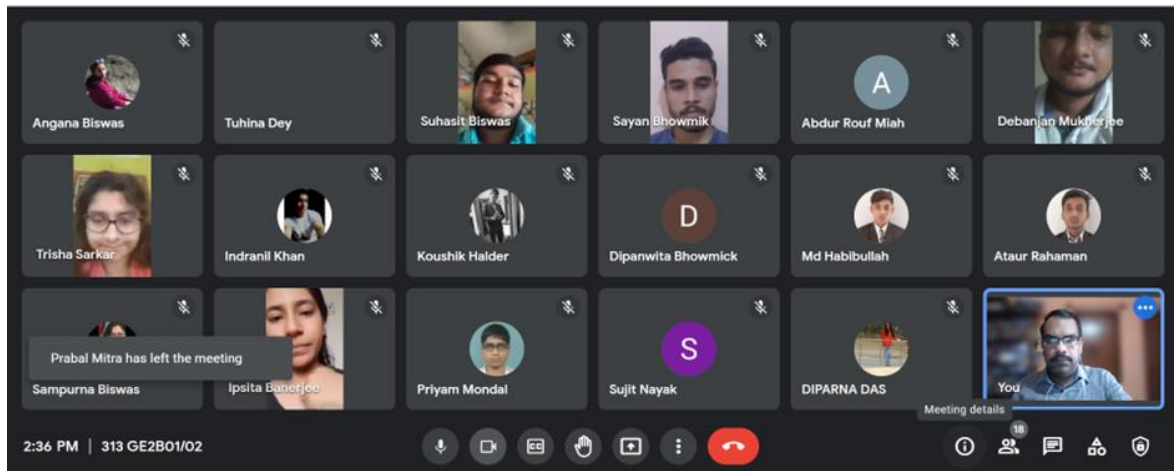 Angana Biswas
Tuhina Dey
Suhasit Biswas
Sayan Bhowmik
A
Abdur Rouf Miah
Debanjan Mukherjee
Trisha Sarkar
Indranil Khan
Koushik Halder
D
Dipanwita Bhowmick
Md Habibullah
Ataur Rahaman
Prabal Mitra has left the meeting
Sampurna Biswas
Ipsita Banerjee
Priyam Mondal
S
Sujit Nayak
DIPARNA DAS
You
Meeting details
2:36 PM | 313 GE2B01/02
CC
18